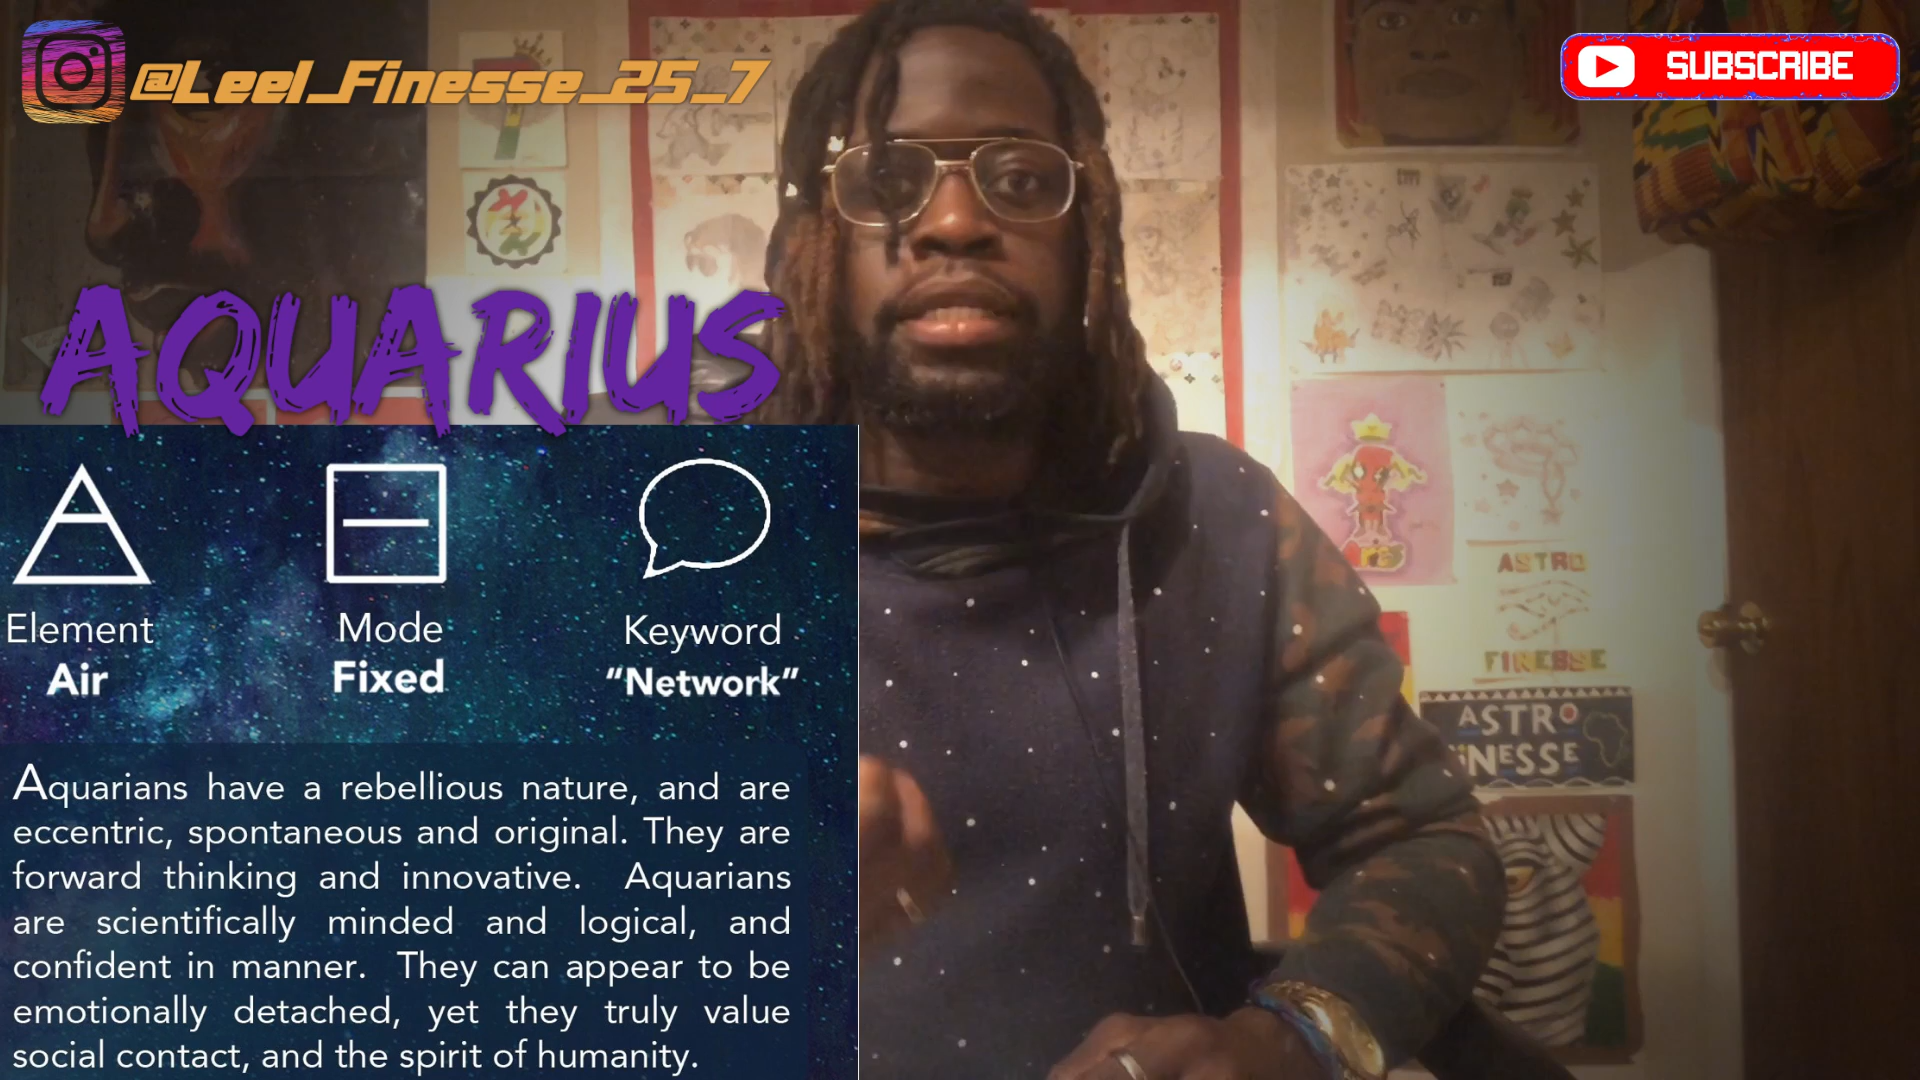 @Leel_Finesse_25_7
SUBSCRIBE
AQUARIUS
Element
Air
Mode
Fixed
Keyword
“Network”
Aquarians have a rebellious nature, and are
eccentric, spontaneous and original. They are
forward thinking and innovative. Aquarians
are scientifically minded and logical, and
confident in manner. They can appear to be
emotionally detached, yet they truly value
social contact, and the spirit of humanity.
ASTRO
FINESSE
ASTRO
FINESSE